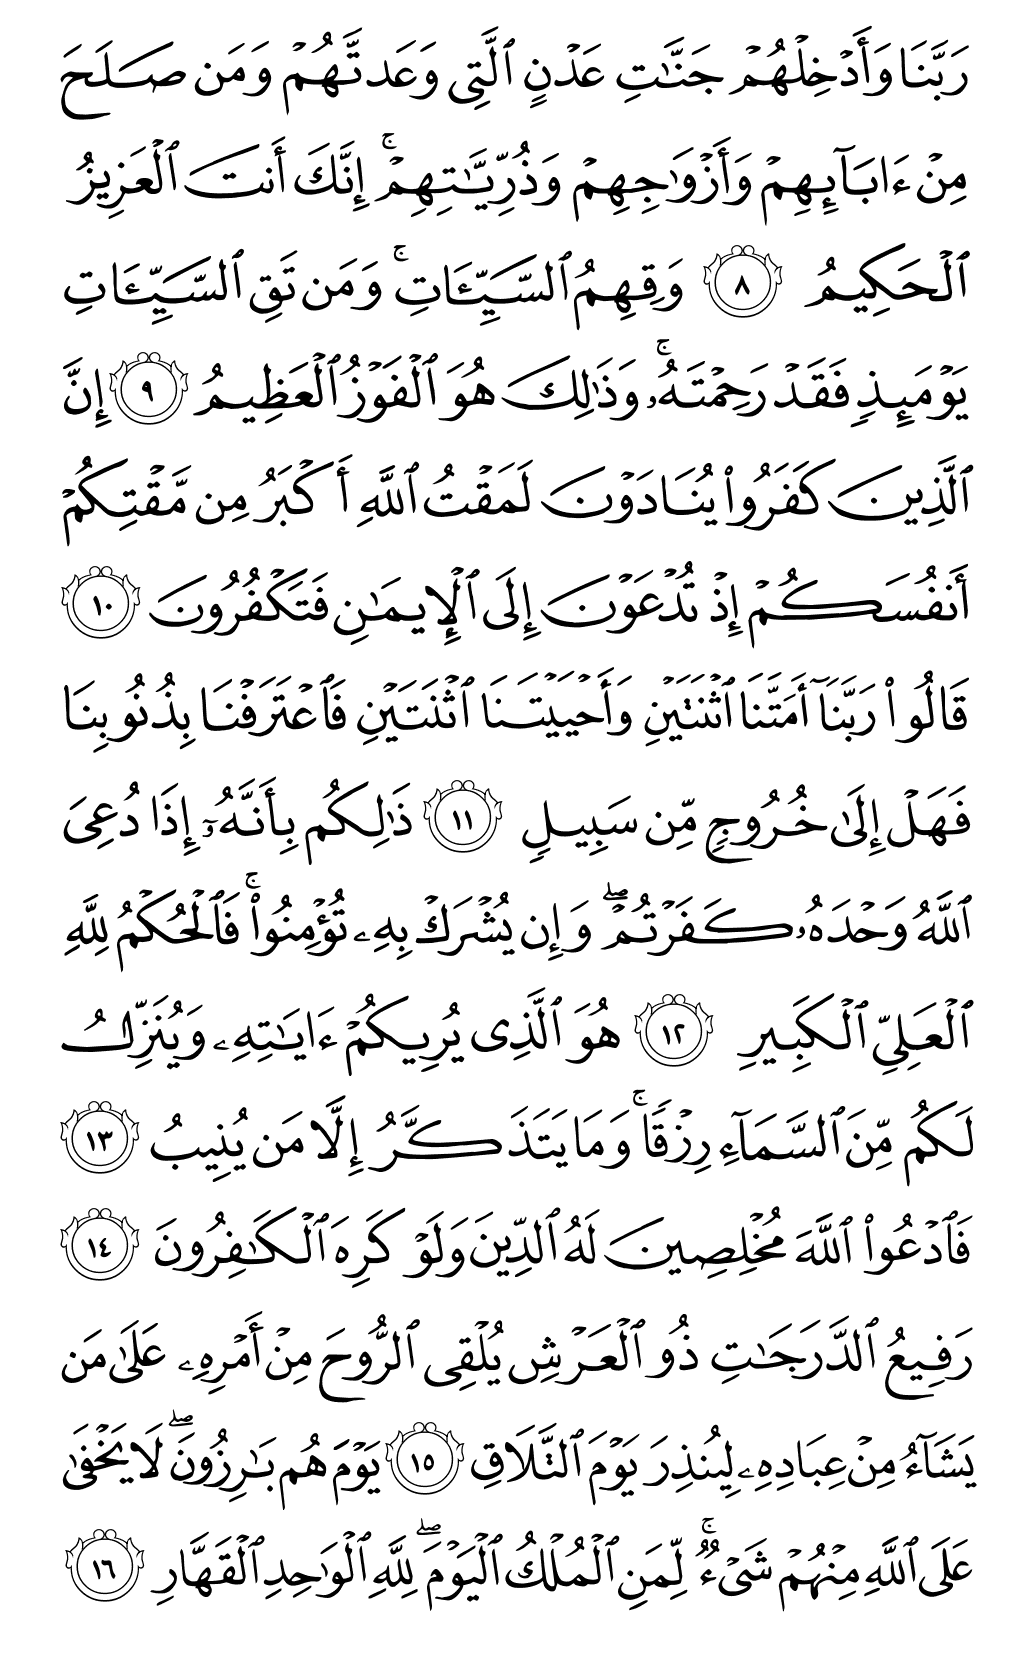 رَبَّنَا وَأَدۡخِلۡهُمۡ جَنَّٰتِ عَدۡنٍ ٱلَّتِي وَعَدتَّهُمۡ وَمَن صَلَحَ
مِنۡ ءَابَآئِهِمۡ وَأَزۡوَٰجِهِمۡ وَذُرِّيَّٰتِهِمۡۚ إِنَّكَ أَنتَ ٱلۡعَزِيزُ
ٱلۡحَكِيمُ ٨ وَقِهِمُ ٱلسَّيِّـَٔاتِۚ وَمَن تَقِ ٱلسَّيِّـَٔاتِ
يَوۡمَئِذٖ فَقَدۡ رَحِمۡتَهُۥۚ وَذَٰلِكَ هُوَ ٱلۡفَوۡزُ ٱلۡعَظِيمُ ٩ إِنَّ
ٱلَّذِينَ كَفَرُواْ يُنَادَوۡنَ لَمَقۡتُ ٱللَّهِ أَكۡبَرُ مِن مَّقۡتِكُمۡ
أَنفُسَكُمۡ إِذۡ تُدۡعَوۡنَ إِلَى ٱلۡإِيمَٰنِ فَتَكۡفُرُونَ ١٠
قَالُواْ رَبَّنَآ أَمَتَّنَا ٱثۡنَتَيۡنِ وَأَحۡيَيۡتَنَا ٱثۡنَتَيۡنِ فَٱعۡتَرَفۡنَا بِذُنُوبِنَا
فَهَلۡ إِلَىٰ خُرُوجٖ مِّن سَبِيلٖ ١١ ذَٰلِكُم بِأَنَّهُۥٓ إِذَا دُعِيَ
ٱللَّهُ وَحۡدَهُۥ كَفَرۡتُمۡۖ وَإِن يُشۡرَكۡ بِهِۦ تُؤۡمِنُواْۚ فَٱلۡحُكۡمُ لِلَّهِ
ٱلۡعَلِيِّ ٱلۡكَبِيرِ ١٢ هُوَ ٱلَّذِي يُرِيكُمۡ ءَايَٰتِهِۦ وَيُنَزِّلُ
لَكُم مِّنَ ٱلسَّمَآءِ رِزۡقٗاۚ وَمَا يَتَذَكَّرُ إِلَّا مَن يُنِيبُ ١٣
فَٱدۡعُواْ ٱللَّهَ مُخۡلِصِينَ لَهُ ٱلدِّينَ وَلَوۡ كَرِهَ ٱلۡكَٰفِرُونَ ١٤
رَفِيعُ ٱلدَّرَجَٰتِ ذُو ٱلۡعَرۡشِ يُلۡقِي ٱلرُّوحَ مِنۡ أَمۡرِهِۦ عَلَىٰ مَن
يَشَآءُ مِنۡ عِبَادِهِۦ لِيُنذِرَ يَوۡمَ ٱلتَّلَاقِ ١٥ يَوۡمَ هُم بَٰرِزُونَۖ لَا يَخۡفَىٰ
عَلَى ٱللَّهِ مِنۡهُمۡ شَيۡءٞۚ لِّمَنِ ٱلۡمُلۡكُ ٱلۡيَوۡمَۖ لِلَّهِ ٱلۡوَٰحِدِ ٱلۡقَهَّارِ ١٦